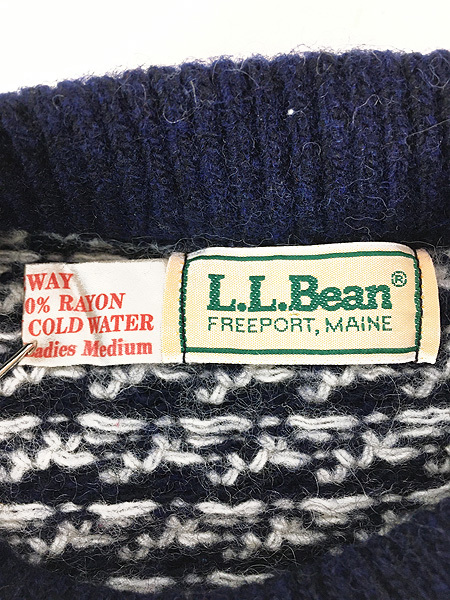 WAY
0% RAYON
COLD WATER
adies Medium
L.L.Bean®
FREEPORT, MAINE